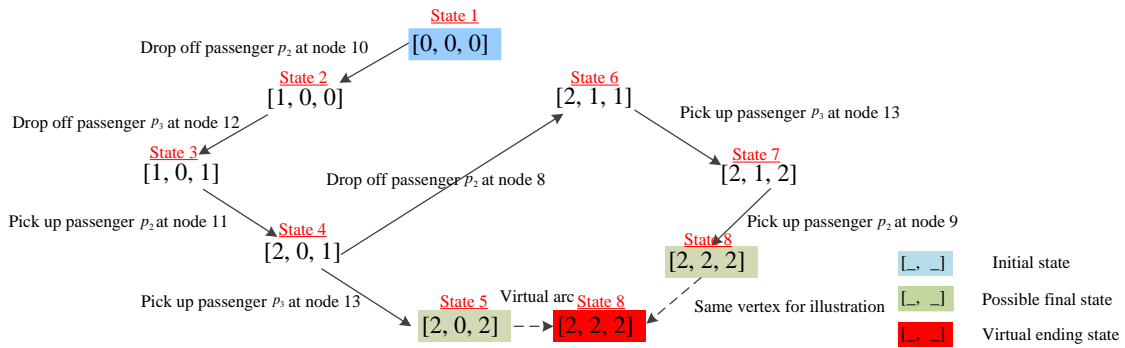 State 1
[0, 0, 0]
Drop off passenger p₂ at node 10
State 2
[1, 0, 0]
State 6
[2, 1, 1]
Drop off passenger p₃ at node 12
Pick up passenger p₃ at node 13
State 3
[1, 0, 1]
State 7
[2, 1, 2]
Drop off passenger p₂ at node 8
Pick up passenger p₂ at node 11
Pick up passenger p₂ at node 9
State 4
[2, 0, 1]
State 8
[2, 2, 2]
[_, _] Initial state
Pick up passenger p₃ at node 13
Virtual arc
Same vertex for illustration
[_, _] Possible final state
State 5
[2, 0, 2]
State 8
[2, 2, 2]
[_, _] Virtual ending state